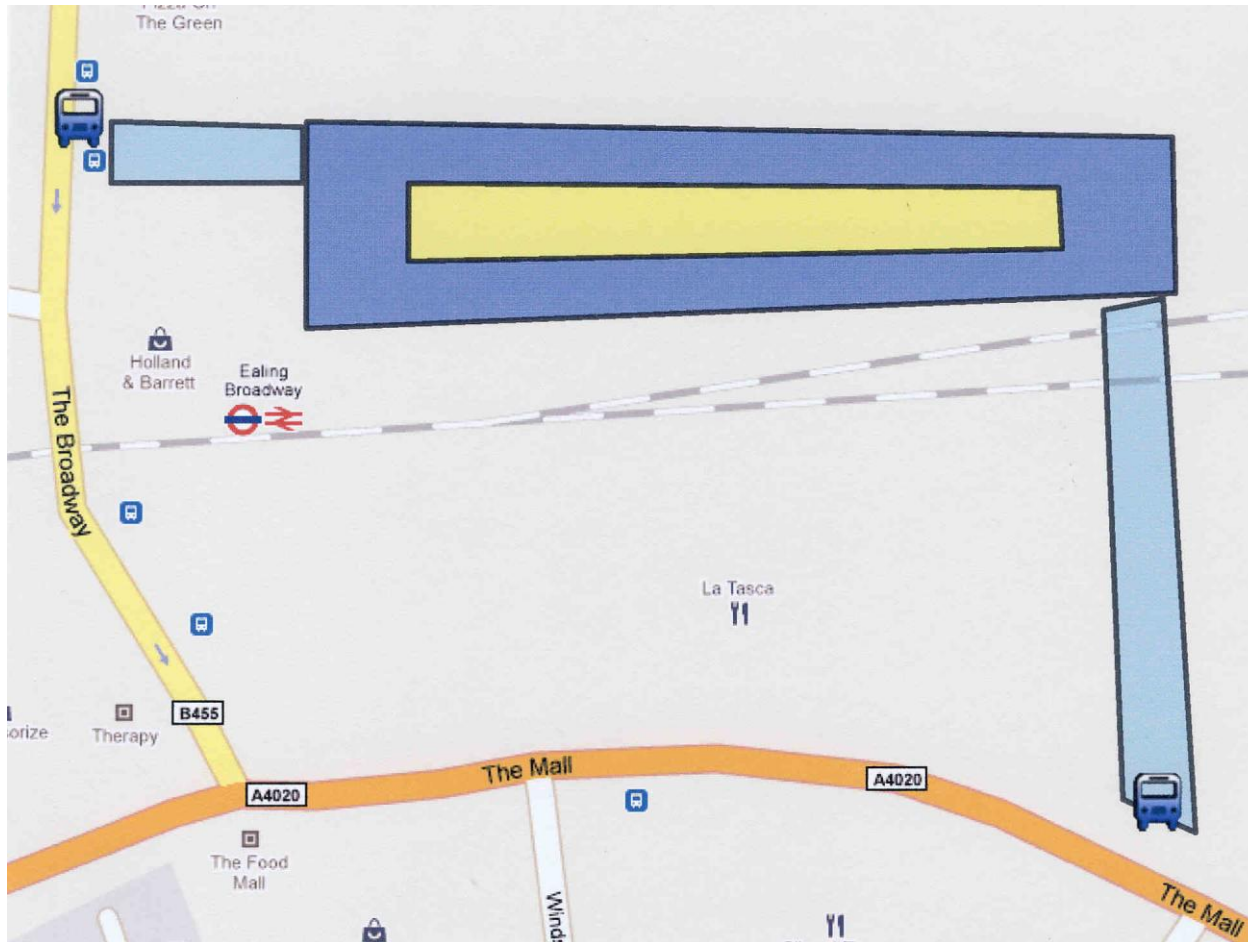 The Green
Holland
& Barrett
Ealing
Broadway
The Broadway
La Tasca
B455
Therapy
The Mall
A4020
A4020
The Food
Mall
The Mall